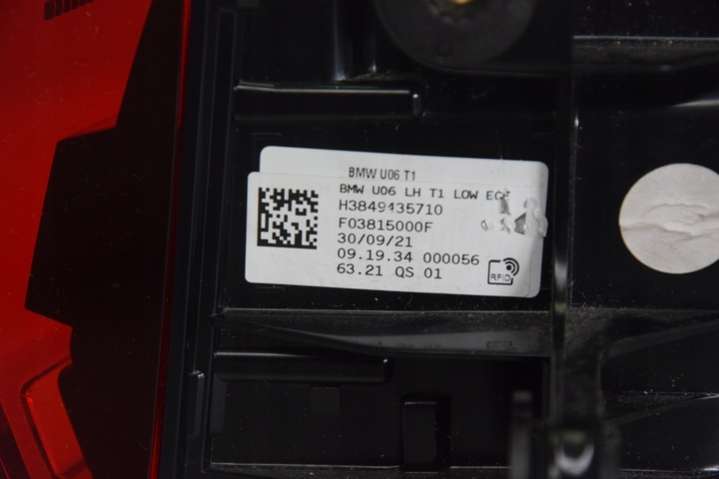 BMW U06 T1
BMW U06 LH T1 LOW ECE
H3849435710
F03815000F
30/09/21
09.19.34 000056
63.21 QS 01
RFID